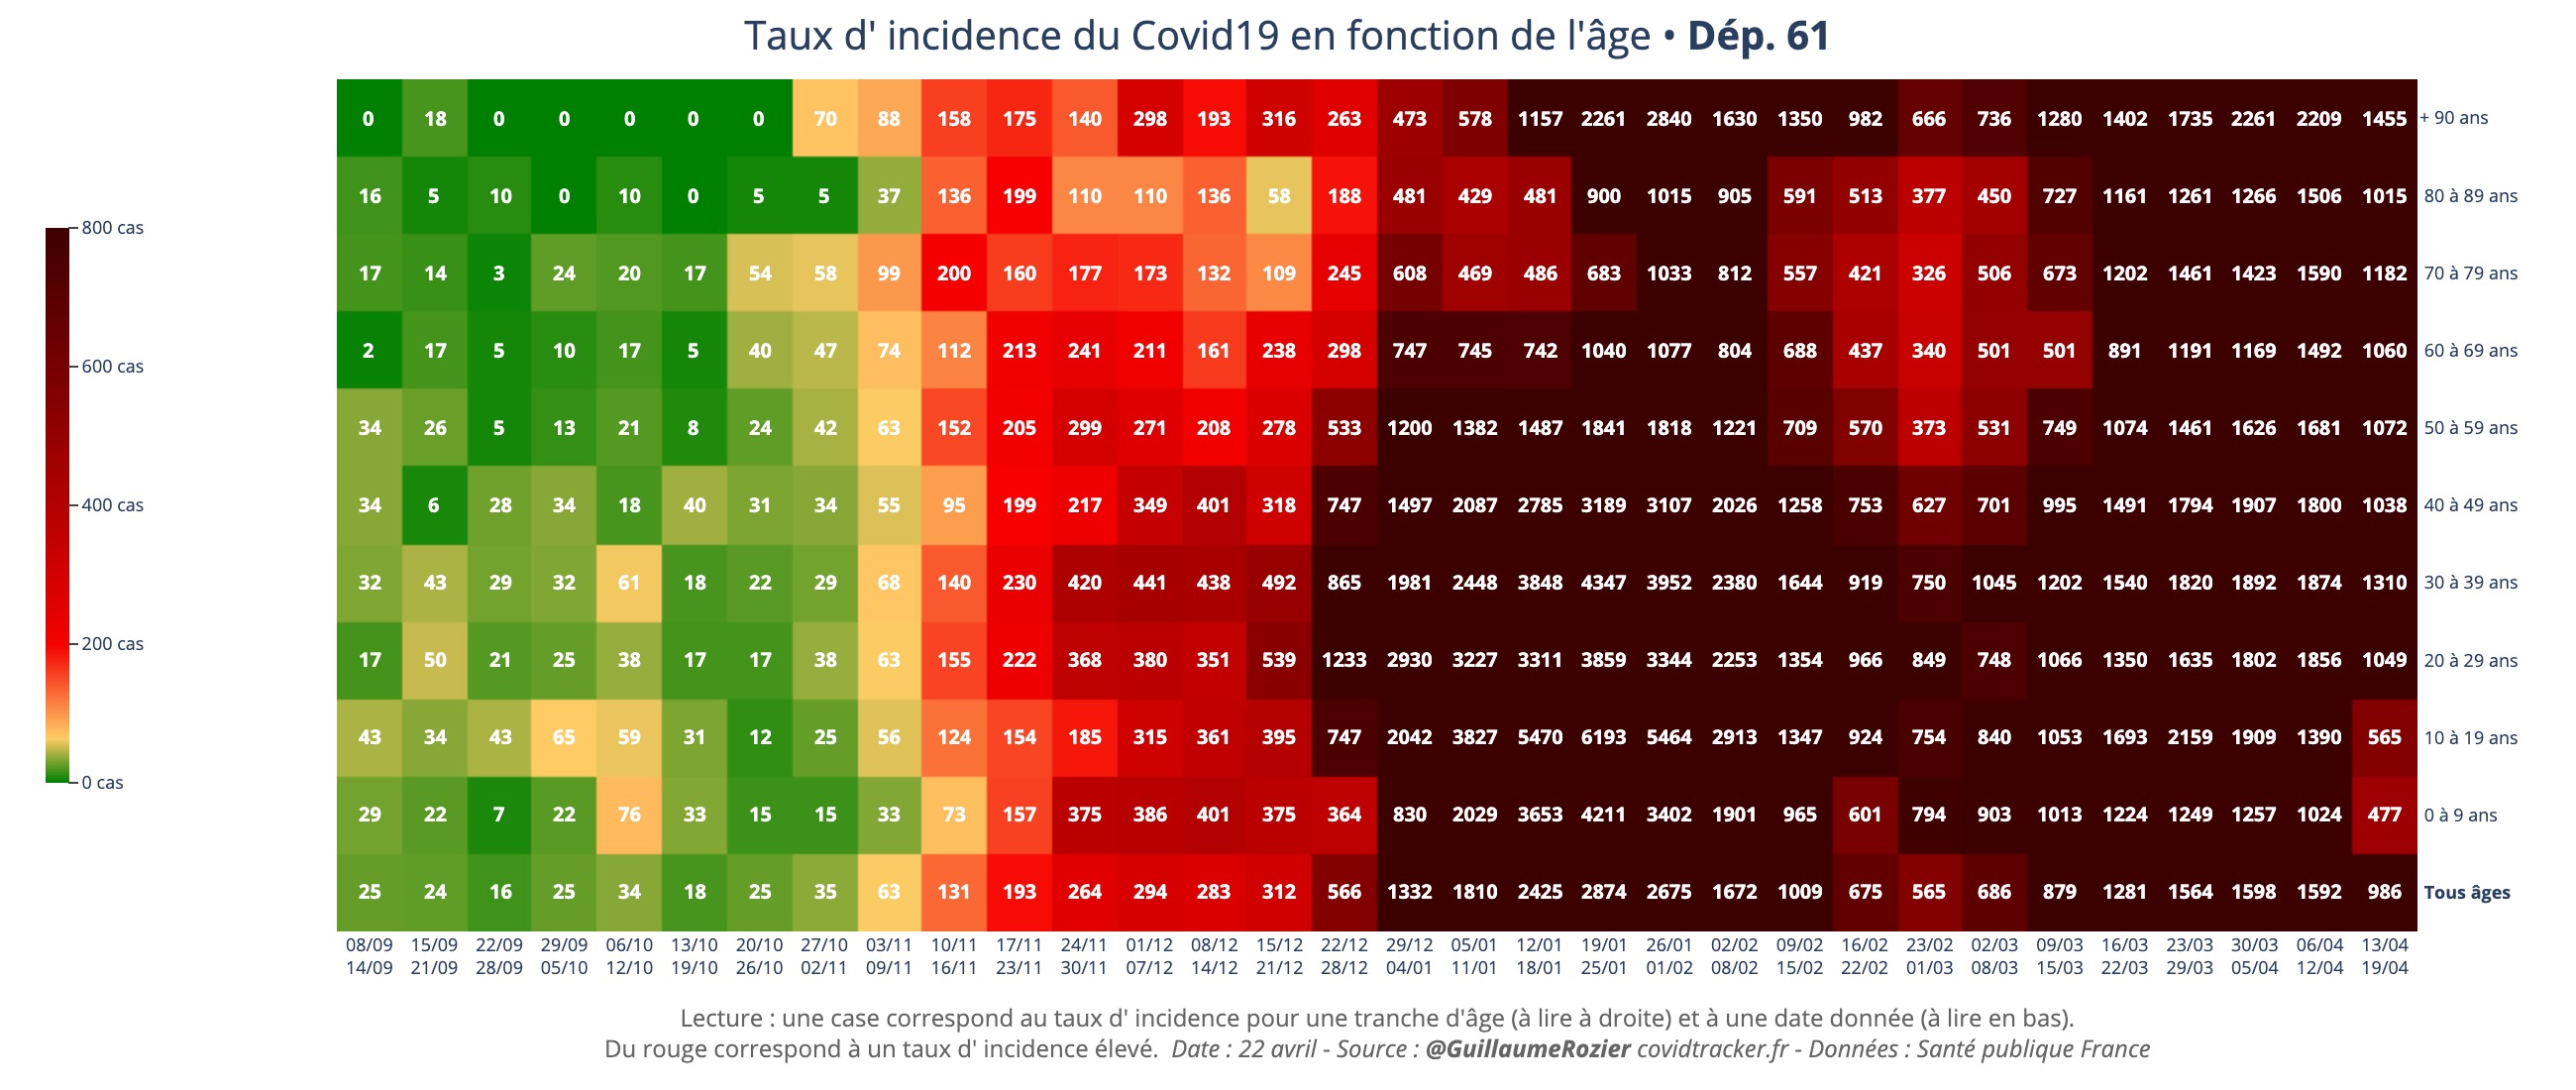 Taux d' incidence du Covid19 en fonction de l'âge • Dép. 61
0 18 0 0 0 0 0 70 88 158 175 140 298 193 316 263 473 578 1157 2261 2840 1630 1350 982 666 736 1280 1402 1735 2261 2209 1455 + 90 ans
16 5 10 0 10 0 5 5 37 136 199 110 110 136 58 188 481 429 481 900 1015 905 591 513 377 450 727 1161 1261 1266 1506 1015 80 à 89 ans
800 cas
17 14 3 24 20 17 54 58 99 200 160 177 173 132 109 245 608 469 486 683 1033 812 557 421 326 506 673 1202 1461 1423 1590 1182 70 à 79 ans
2 17 5 10 17 5 40 47 74 112 213 241 211 161 238 298 747 745 742 1040 1077 804 688 437 340 501 501 891 1191 1169 1492 1060 60 à 69 ans
600 cas
34 26 5 13 21 8 24 42 63 152 205 299 271 208 278 533 1200 1382 1487 1841 1818 1221 709 570 373 531 749 1074 1461 1626 1681 1072 50 à 59 ans
34 6 28 34 18 40 31 34 55 95 199 217 349 401 318 747 1497 2087 2785 3189 3107 2026 1258 753 627 701 995 1491 1794 1907 1800 1038 40 à 49 ans
400 cas
32 43 29 32 61 18 22 29 68 140 230 420 441 438 492 865 1981 2448 3848 4347 3952 2380 1644 919 750 1045 1202 1540 1820 1892 1874 1310 30 à 39 ans
200 cas
17 50 21 25 38 17 17 38 63 155 222 368 380 351 539 1233 2930 3227 3311 3859 3344 2253 1354 966 849 748 1066 1350 1635 1802 1856 1049 20 à 29 ans
43 34 43 65 59 31 12 25 56 124 154 185 315 361 395 747 2042 3827 5470 6193 5464 2913 1347 924 754 840 1053 1693 2159 1909 1390 565 10 à 19 ans
0 cas
29 22 7 22 76 33 15 15 33 73 157 375 386 401 375 364 830 2029 3653 4211 3402 1901 965 601 794 903 1013 1224 1249 1257 1024 477 0 à 9 ans
25 24 16 25 34 18 25 35 63 131 193 264 294 283 312 566 1332 1810 2425 2874 2675 1672 1009 675 565 686 879 1281 1564 1598 1592 986 Tous âges
08/09 15/09 22/09 29/09 06/10 13/10 20/10 27/10 03/11 10/11 17/11 24/11 01/12 08/12 15/12 22/12 29/12 05/01 12/01 19/01 26/01 02/02 09/02 16/02 23/02 02/03 09/03 16/03 23/03 30/03 06/04 13/04
14/09 21/09 28/09 05/10 12/10 19/10 26/10 02/11 09/11 16/11 23/11 30/11 07/12 14/12 21/12 28/12 04/01 11/01 18/01 25/01 01/02 08/02 15/02 22/02 01/03 08/03 15/03 22/03 29/03 05/04 12/04 19/04
Lecture : une case correspond au taux d' incidence pour une tranche d'âge (à lire à droite) et à une date donnée (à lire en bas).
Du rouge correspond à un taux d' incidence élevé. Date : 22 avril - Source : @GuillaumeRozier covidtracker.fr - Données : Santé publique France